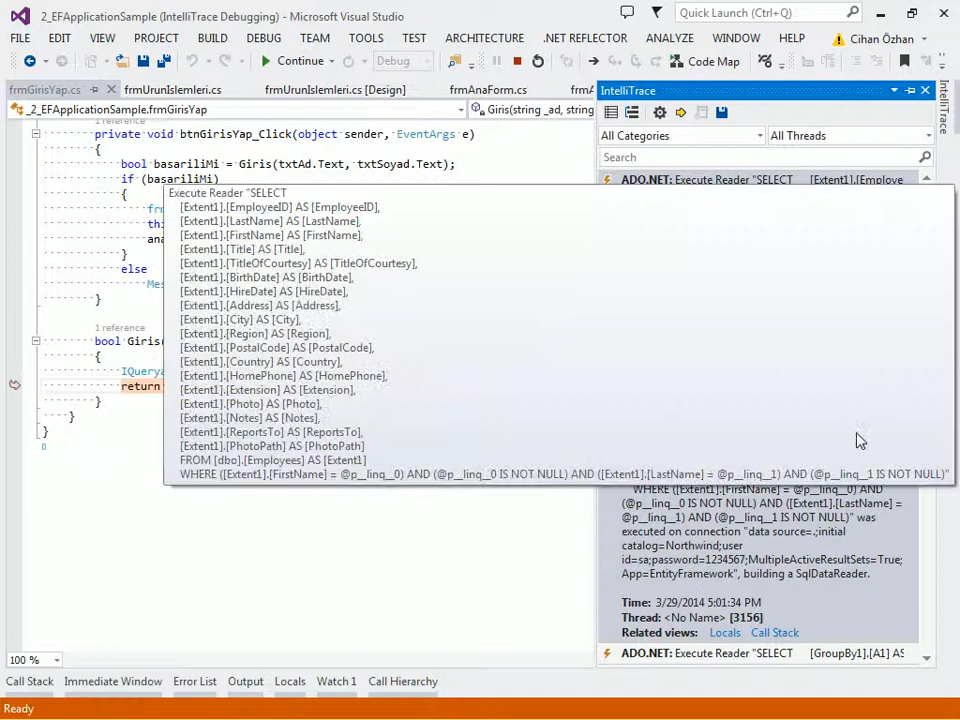 2_EFApplicationSample (IntelliTrace Debugging) - Microsoft Visual Studio
Quick Launch (Ctrl+Q)
FILE EDIT VIEW PROJECT BUILD DEBUG TEAM TOOLS TEST ARCHITECTURE .NET REFLECTOR ANALYZE WINDOW HELP Cihan Özhan
Continue Debug Code Map
frmGirisYap.cs frmUrunIslemleri.cs frmUrunIslemleri.cs [Design] frmAnaForm.cs frmA
_2_EFApplicationSample.frmGirisYap Giris(string _ad, string
1 reference
private void btnGirisYap_Click(object sender, EventArgs e)
{
bool basariliMi = Giris(txtAd.Text, txtSoyad.Text);
if (basariliMi)
{
fr
thi
ana
}
else
Mes
}
1 reference
bool Giris(
{
IQuerya
return
}
}
}
Execute Reader "SELECT
[Extent1].[EmployeeID] AS [EmployeeID],
[Extent1].[LastName] AS [LastName],
[Extent1].[FirstName] AS [FirstName],
[Extent1].[Title] AS [Title],
[Extent1].[TitleOfCourtesy] AS [TitleOfCourtesy],
[Extent1].[BirthDate] AS [BirthDate],
[Extent1].[HireDate] AS [HireDate],
[Extent1].[Address] AS [Address],
[Extent1].[City] AS [City],
[Extent1].[Region] AS [Region],
[Extent1].[PostalCode] AS [PostalCode],
[Extent1].[Country] AS [Country],
[Extent1].[HomePhone] AS [HomePhone],
[Extent1].[Extension] AS [Extension],
[Extent1].[Photo] AS [Photo],
[Extent1].[Notes] AS [Notes],
[Extent1].[ReportsTo] AS [ReportsTo],
[Extent1].[PhotoPath] AS [PhotoPath]
FROM [dbo].[Employees] AS [Extent1]
WHERE ([Extent1].[FirstName] = @p__linq__0) AND (@p__linq__0 IS NOT NULL) AND ([Extent1].[LastName] = @p__linq__1) AND (@p__linq__1 IS NOT NULL)"
IntelliTrace
IntelliTrace
All Categories All Threads
Search
ADO.NET: Execute Reader "SELECT [Extent1].[Employe
WHERE ([Extent1].[FirstName] = @p__linq__0) AND
(@p__linq__0 IS NOT NULL) AND ([Extent1].[LastName] =
@p__linq__1) AND (@p__linq__1 IS NOT NULL)" was
executed on connection "data source=.;initial
catalog=Northwind;user
id=sa;password=1234567;MultipleActiveResultSets=True;
App=EntityFramework", building a SqlDataReader.
Time: 3/29/2014 5:01:34 PM
Thread: <No Name> [3156]
Related views: Locals Call Stack
ADO.NET: Execute Reader "SELECT [GroupBy1].[A1] AS
100 %
Call Stack Immediate Window Error List Output Locals Watch 1 Call Hierarchy
Ready